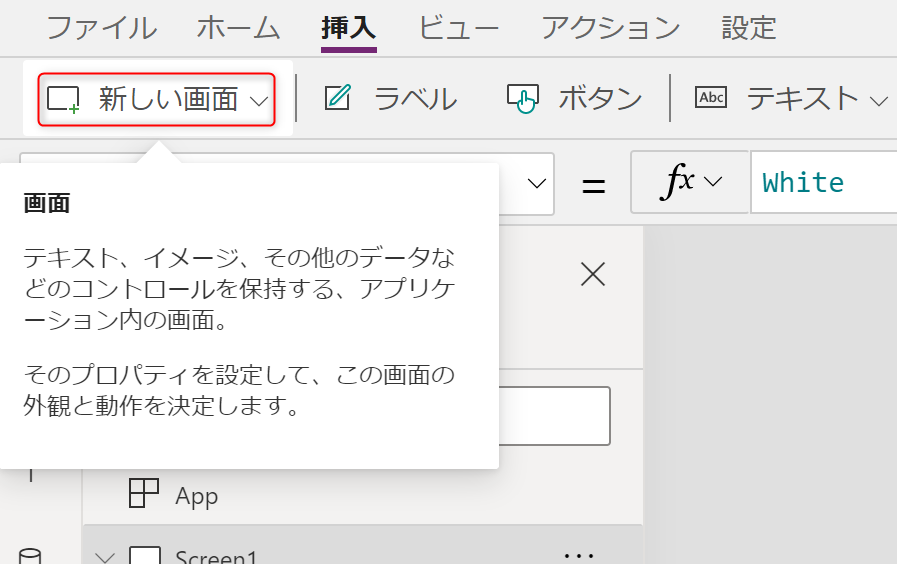 ファイル ホーム 挿入 ビュー アクション 設定
新しい画面 ラベル ボタン Abc テキスト
= fx White
画面
テキスト、イメージ、その他のデータな
どのコントロールを保持する、アプリケ
ーション内の画面。
そのプロパティを設定して、この画面の
外観と動作を決定します。
App
Screen1 ...